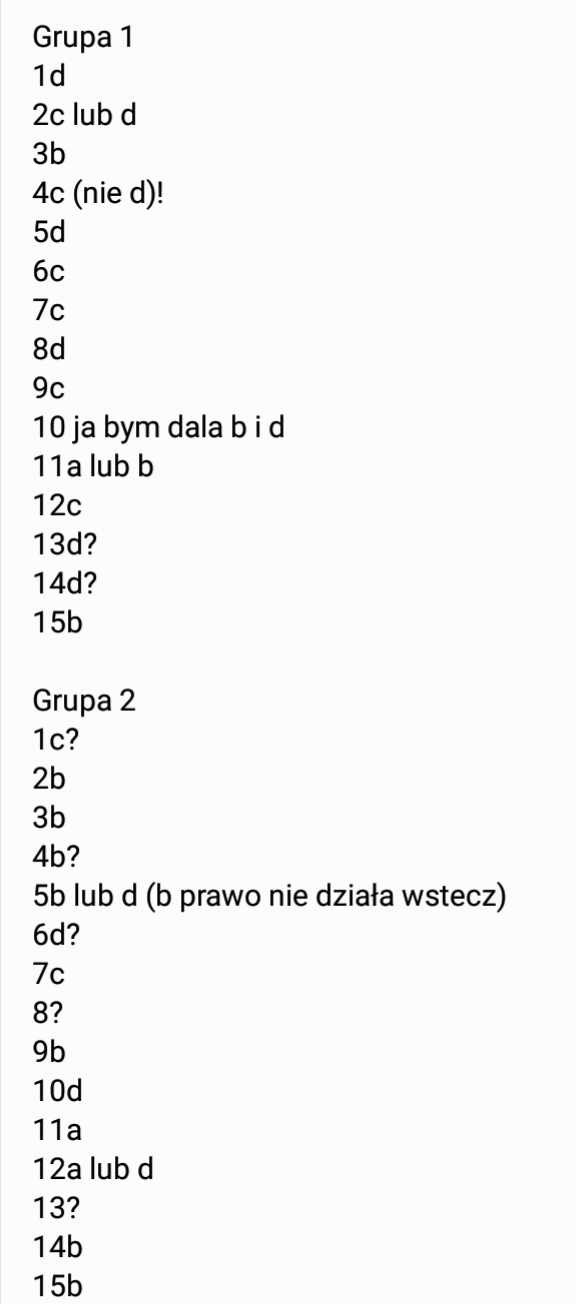 Grupa 1
1d
2c lub d
3b
4c (nie d)!
5d
6c
7c
8d
9c
10 ja bym dala b i d
11a lub b
12c
13d?
14d?
15b

Grupa 2
1c?
2b
3b
4b?
5b lub d (b prawo nie działa wstecz)
6d?
7c
8?
9b
10d
11a
12a lub d
13?
14b
15b